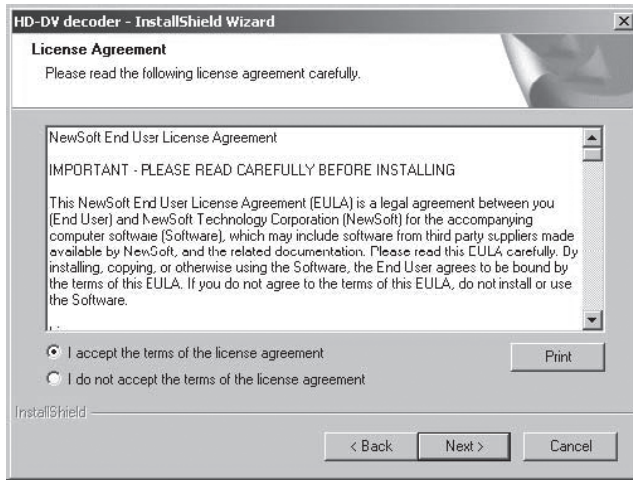 HD-DV decoder - InstallShield Wizard
License Agreement
Please read the following license agreement carefully.
NewSoft End User License Agreement
IMPORTANT - PLEASE READ CAREFULLY BEFORE INSTALLING
This NewSoft End User License Agreement (EULA) is a legal agreement between you
(End User) and NewSoft Technology Corporation (NewSoft) for the accompanying
computer software (Software), which may include software from third party suppliers made
available by NewSoft, and the related documentation. Please read this EULA carefully. By
installing, copying, or otherwise using the Software, the End User agrees to be bound by
the terms of this EULA. If you do not agree to the terms of this EULA, do not install or use
the Software.
I accept the terms of the license agreement
Print
I do not accept the terms of the license agreement
InstallShield
< Back
Next >
Cancel